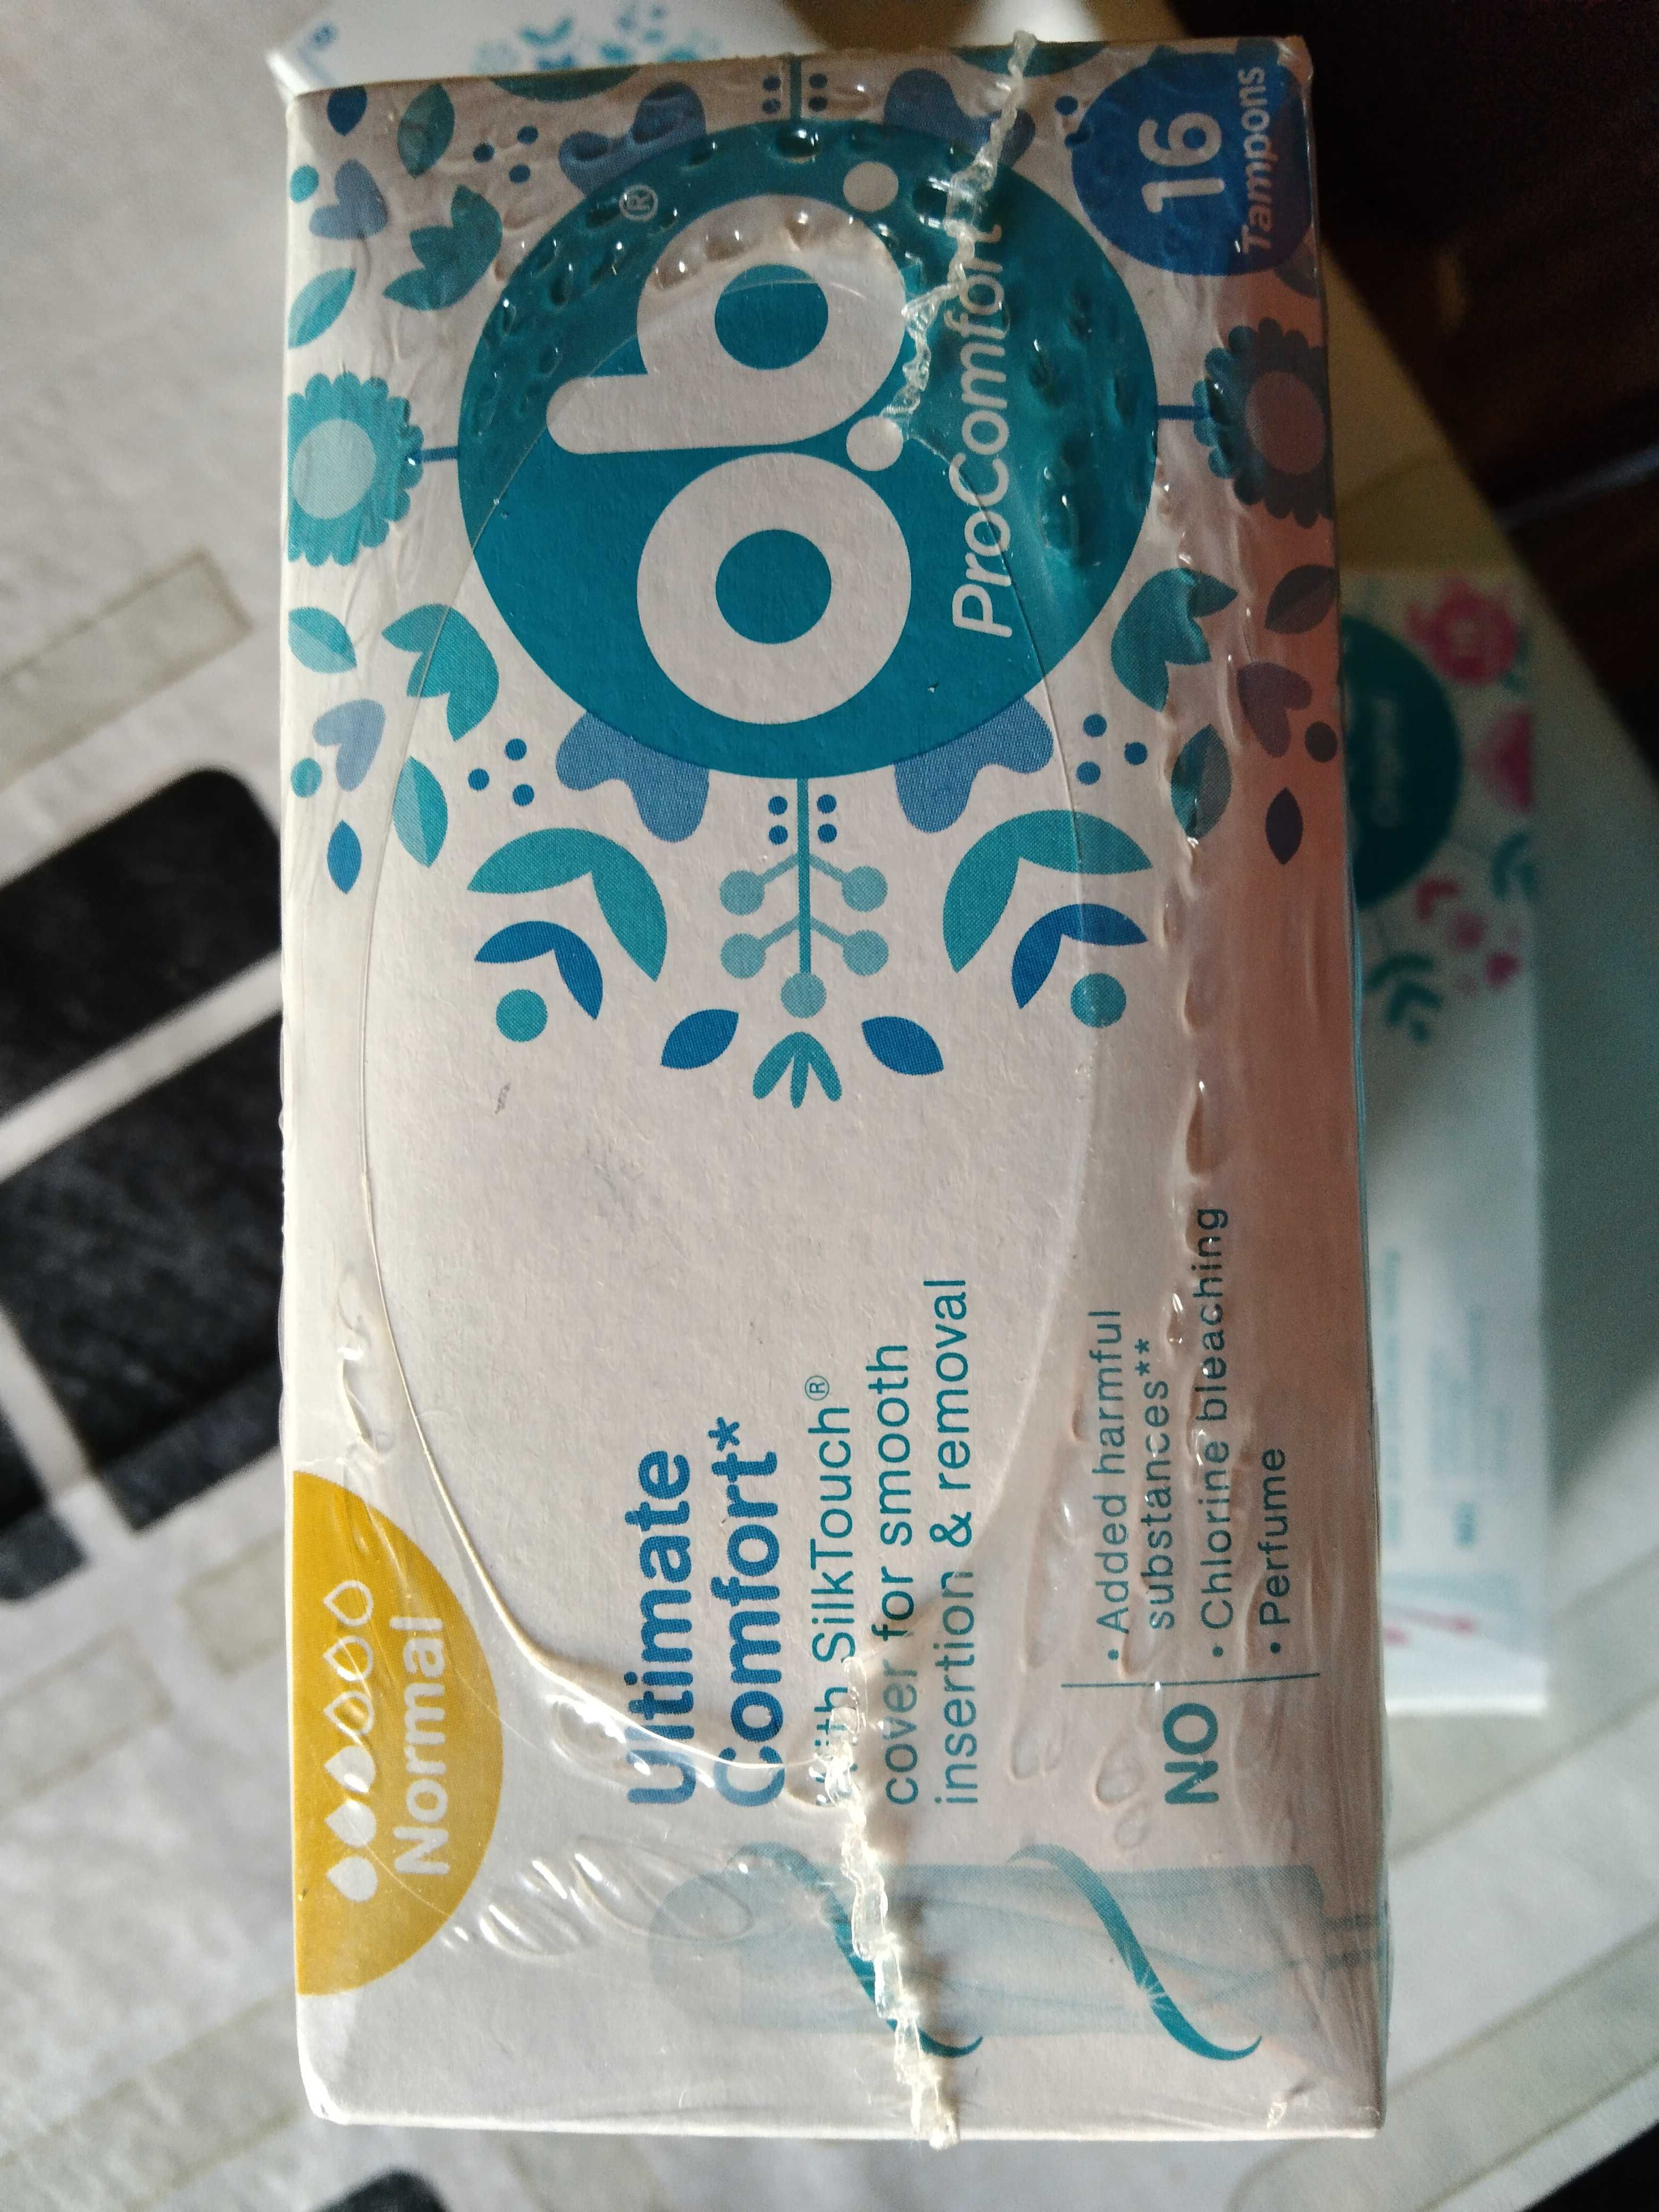 o.b.®
ProComfort
16
Tampons
Normal
Ultimate
Comfort*
with SilkTouch®
cover for smooth
insertion & removal
NO
• Added harmful
substances**
• Chlorine bleaching
• Perfume
Original